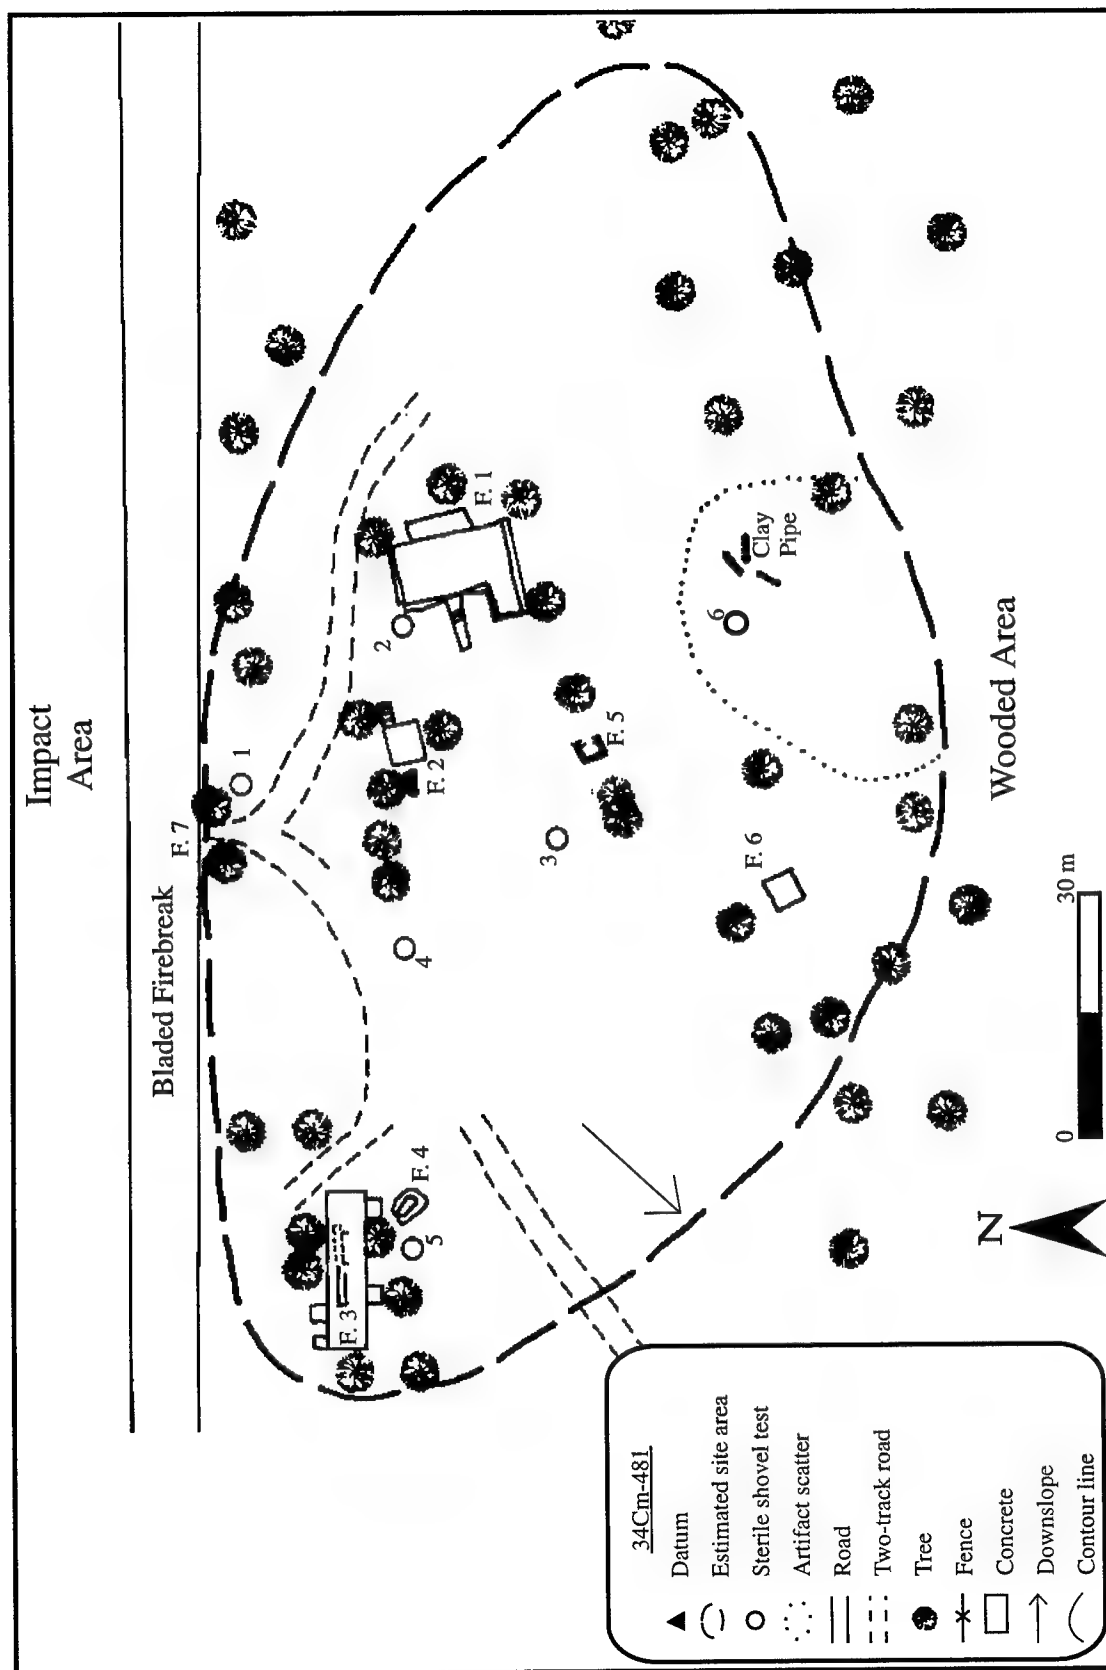 Impact
Area
Bladed Firebreak
F. 7
1
2
F. 1
F. 2
3
F. 5
4
F. 4
5
F. 3
6
Clay
Pipe
F. 6
Wooded Area
0
30 m
N
34Cm-481
Datum
Estimated site area
Sterile shovel test
Artifact scatter
Road
Two-track road
Tree
Fence
Concrete
Downslope
Contour line